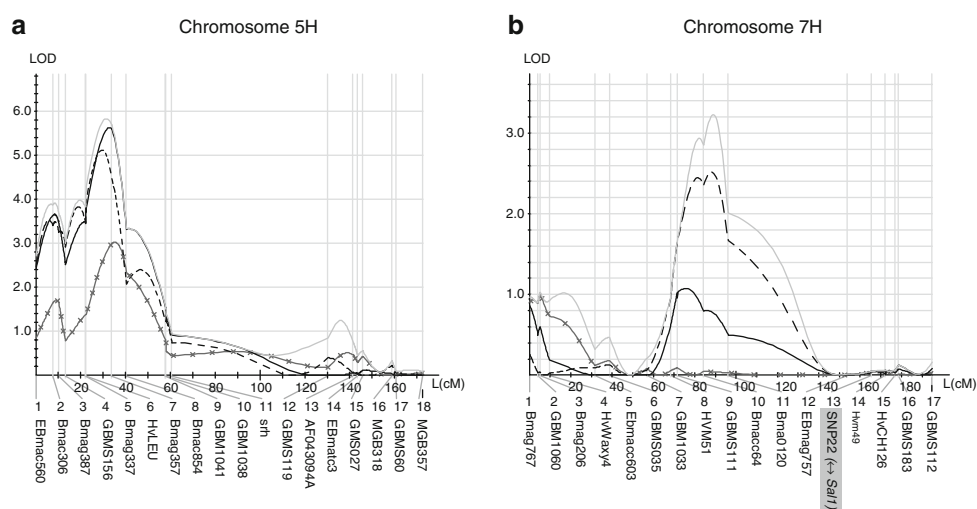 a Chromosome 5H
LOD
6.0
5.0
4.0
3.0
2.0
1.0
20 40 60 80 100 120 140 160 L(cM)
1 2 3 4 6 7 8 9 10 11 12 13 14 15 16 17 18
EBmac560
Bmac306
Bmag387
GBMS156
Bmag337
HvLEU
Bmag357
Bmac854
GBM1041
GBM1038
srh
GBMS119
AF043094A
EBmatc3
GMS027
MGB318
GBMS60
MGB357
b Chromosome 7H
LOD
3.0
2.0
1.0
20 40 60 80 100 120 140 160 L(cM)
1 2 3 4 5 6 7 8 9 10 11 12 13 14 15 16 17
Bmag767
GBM1060
Bmag206
HvWaxy4
Ebmacc603
GBMS035
GBM1033
HVM51
GBMS111
Bmacc64
Bma0120
EBmag757
SNP22 (↔ Sal1)
Hvm49
HvCH126
GBMS183
GBMS112